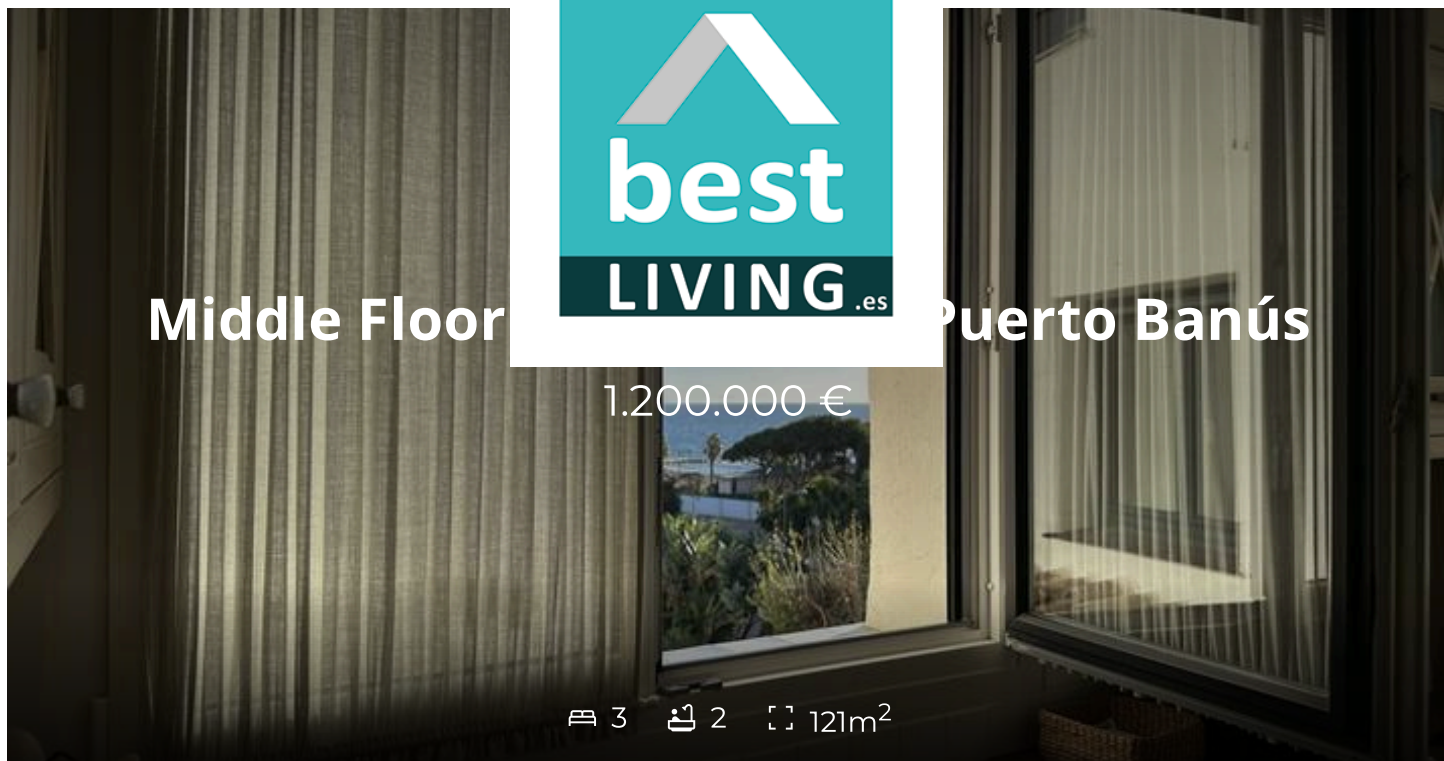 best
LIVING.es
Middle Floor Puerto Banús
1.200.000 €
3 2 121m²